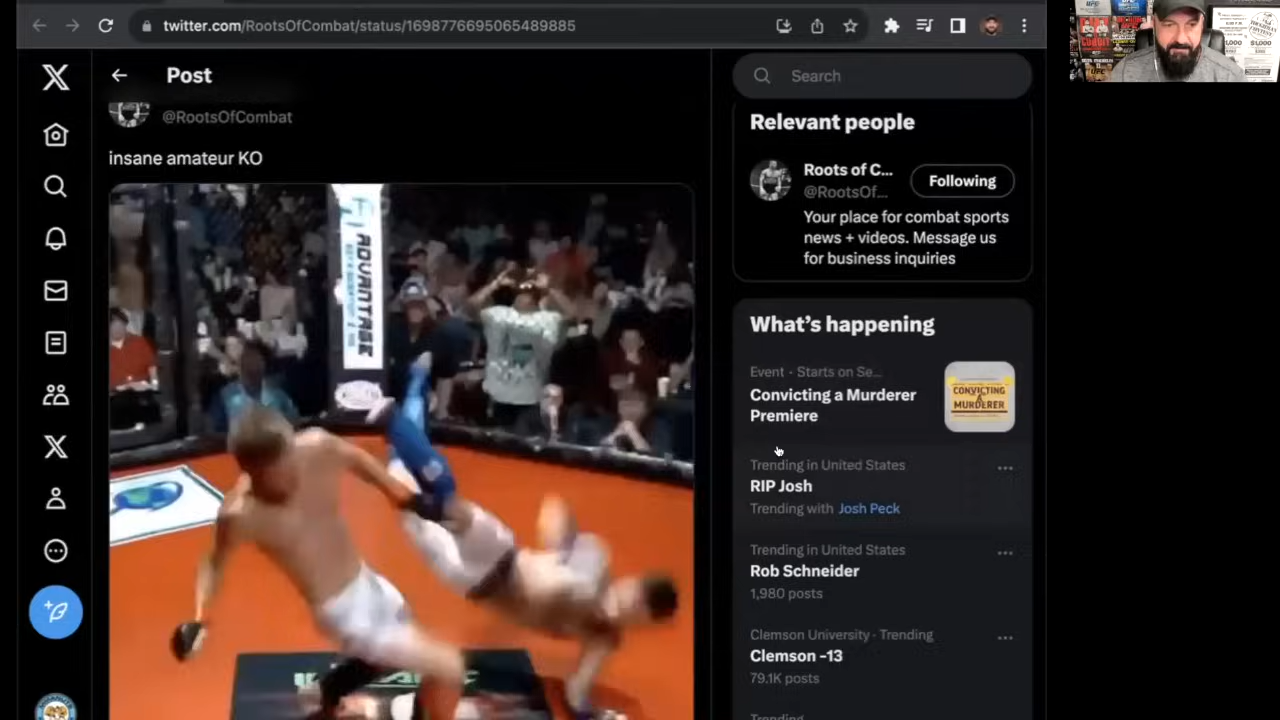 twitter.com/RootsOfCombat/status/1698776695065489885
Post
Search
@RootsOfCombat
insane amateur KO
ADVANTAGE
Relevant people
Roots of C...
@RootsOf...
Following
Your place for combat sports
news + videos. Message us
for business inquiries
What's happening
Event · Starts on Se...
Convicting a Murderer
Premiere
CONVICTING
A
MURDERER
Trending in United States
RIP Josh
Trending with Josh Peck
Trending in United States
Rob Schneider
1,980 posts
Clemson University · Trending
Clemson -13
79.1K posts
Trending
UFC